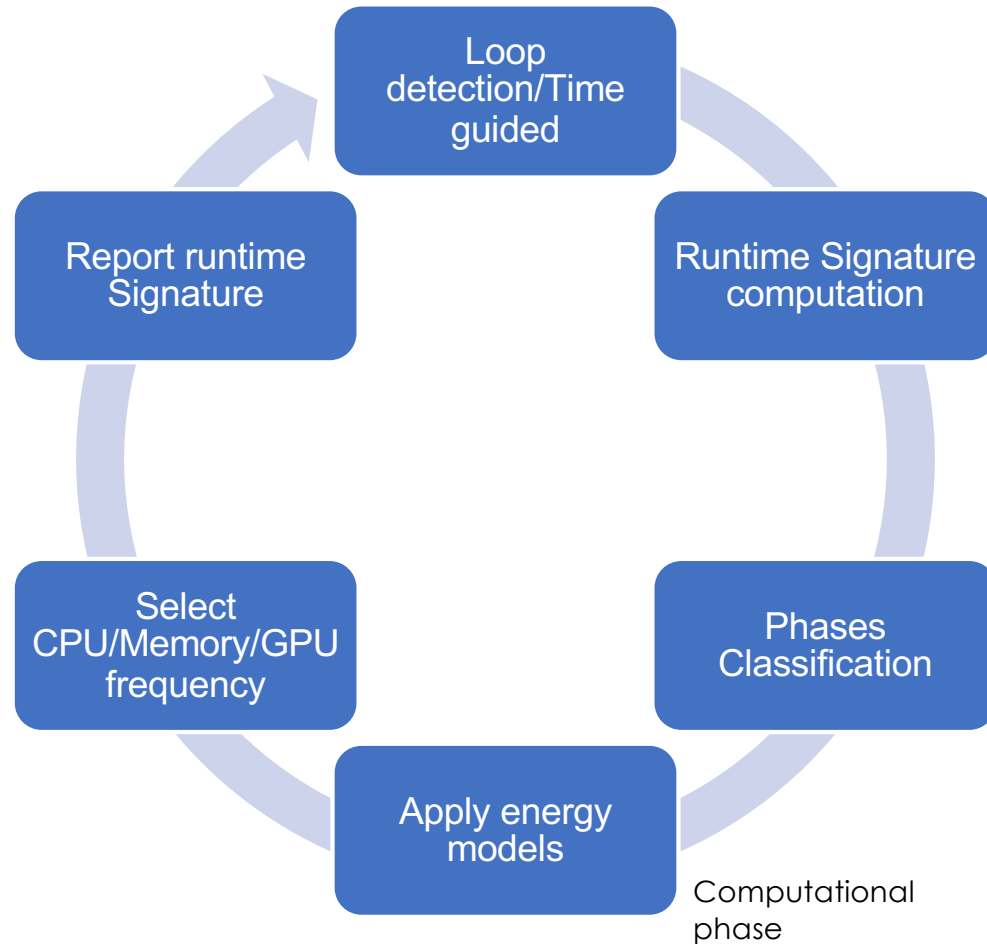 Loop
detection/Time
guided
Runtime Signature
computation
Phases
Classification
Computational
phase
Apply energy
models
Select
CPU/Memory/GPU
frequency
Report runtime
Signature